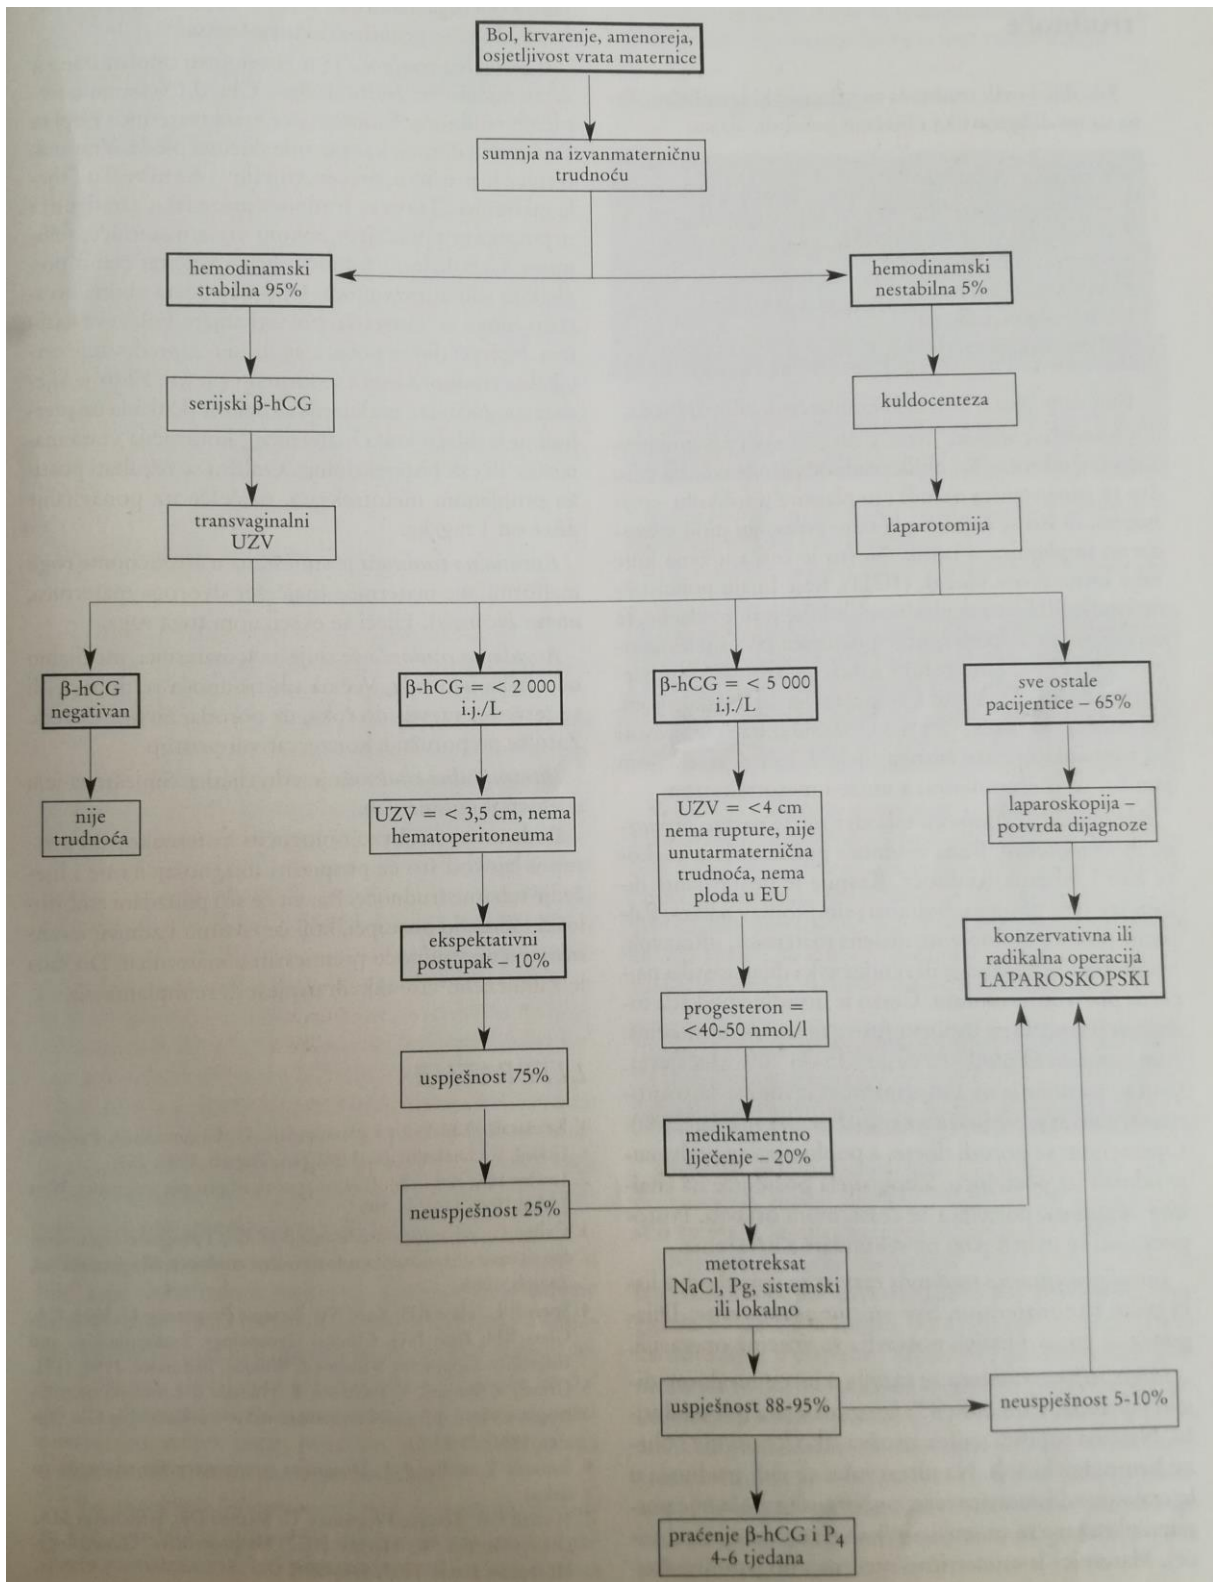 Bol, krvarenje, amenoreja,
osjetljivost vrata maternice
sumnja na izvanmaterničnu
trudnoću
hemodinamski
stabilna 95%
hemodinamski
nestabilna 5%
serijski β-hCG
kuldocenteza
transvaginalni
UZV
laparotomija
β-hCG
negativan
β-hCG = < 2 000
i.j./L
β-hCG = < 5 000
i.j./L
sve ostale
pacijentice – 65%
nije
trudnoća
UZV = < 3,5 cm, nema
hematoperitoneuma
UZV = <4 cm
nema rupture, nije
unutarmaternična
trudnoća, nema
ploda u EU
laparoskopija –
potvrda dijagnoze
ekspektativni
postupak – 10%
konzervativna ili
radikalna operacija
LAPAROSKOPSKI
progesteron =
<40-50 nmol/l
uspješnost 75%
medikamentno
liječenje – 20%
neuspješnost 25%
metotreksat
NaCl, Pg, sistemski
ili lokalno
uspješnost 88-95%
neuspješnost 5-10%
praćenje β-hCG i P4
4-6 tjedana